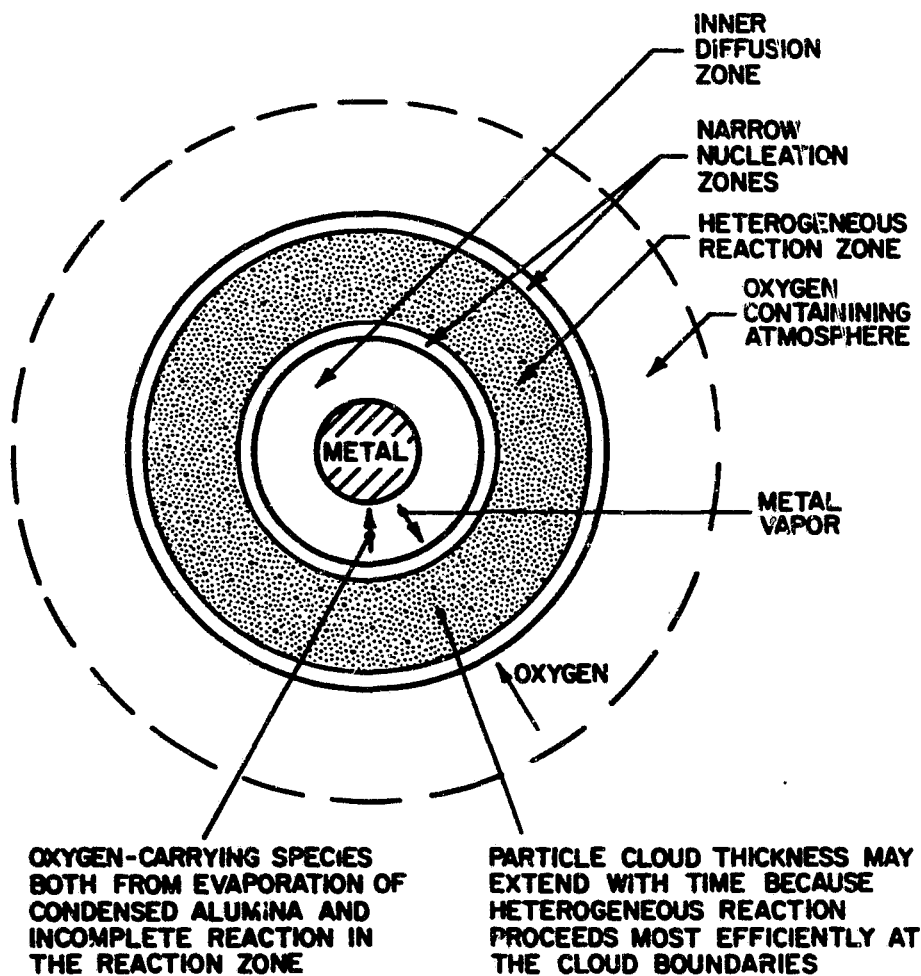 INNER
DIFFUSION
ZONE
NARROW
NUCLEATION
ZONES
HETEROGENEOUS
REACTION ZONE
OXYGEN
CONTAINING
ATMOSPHERE
METAL
METAL
VAPOR
OXYGEN
OXYGEN-CARRYING SPECIES
BOTH FROM EVAPORATION OF
CONDENSED ALUMINA AND
INCOMPLETE REACTION IN
THE REACTION ZONE
PARTICLE CLOUD THICKNESS MAY
EXTEND WITH TIME BECAUSE
HETEROGENEOUS REACTION
PROCEEDS MOST EFFICIENTLY AT
THE CLOUD BOUNDARIES